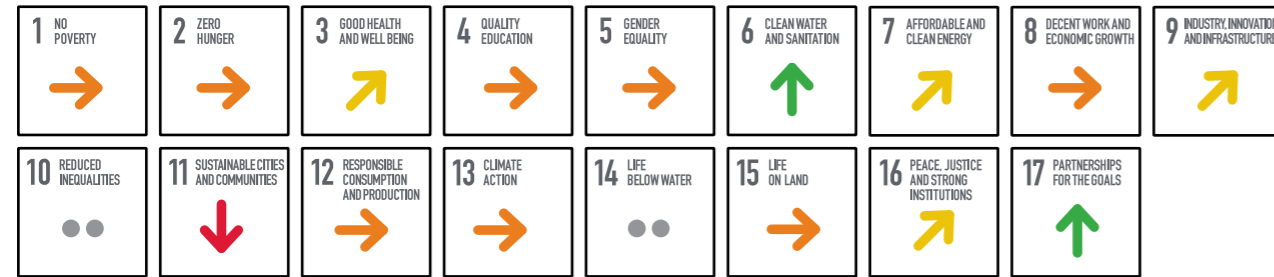 1 NO POVERTY
2 ZERO HUNGER
3 GOOD HEALTH AND WELL BEING
4 QUALITY EDUCATION
5 GENDER EQUALITY
6 CLEAN WATER AND SANITATION
7 AFFORDABLE AND CLEAN ENERGY
8 DECENT WORK AND ECONOMIC GROWTH
9 INDUSTRY, INNOVATION AND INFRASTRUCTURE
10 REDUCED INEQUALITIES
11 SUSTAINABLE CITIES AND COMMUNITIES
12 RESPONSIBLE CONSUMPTION AND PRODUCTION
13 CLIMATE ACTION
14 LIFE BELOW WATER
15 LIFE ON LAND
16 PEACE, JUSTICE AND STRONG INSTITUTIONS
17 PARTNERSHIPS FOR THE GOALS